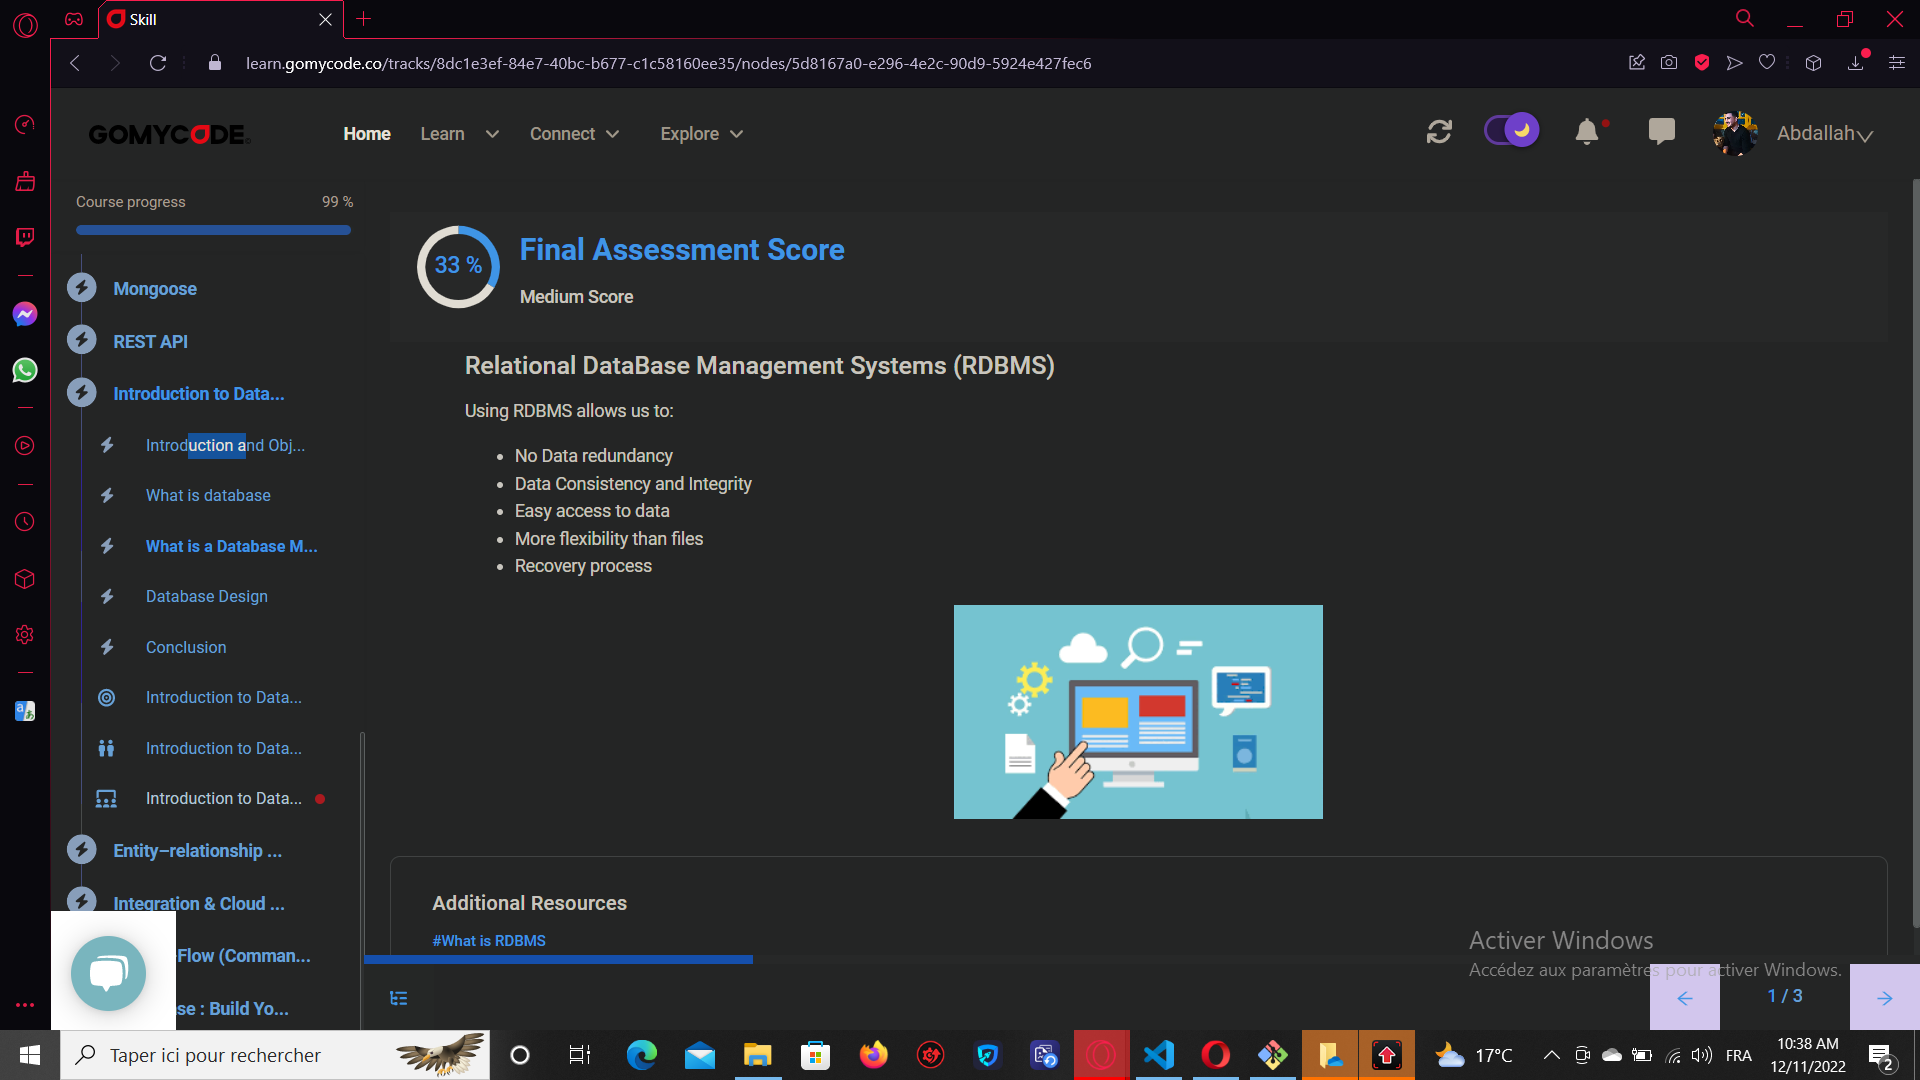 Skill
learn.gomycode.co/tracks/8dc1e3ef-84e7-40bc-b677-c1c58160ee35/nodes/5d8167a0-e296-4e2c-90d9-5924e427fec6
GOMYCODE
Home
Learn
Connect
Explore
Abdallah
Course progress
99 %
Mongoose
REST API
Introduction to Data...
Introduction and Obj...
What is database
What is a Database M...
Database Design
Conclusion
Introduction to Data...
Introduction to Data...
Introduction to Data...
Entity–relationship ...
Integration & Cloud ...
Flow (Comman...
se : Build Yo...
33 %
Final Assessment Score
Medium Score
Relational DataBase Management Systems (RDBMS)
Using RDBMS allows us to:
• No Data redundancy
• Data Consistency and Integrity
• Easy access to data
• More flexibility than files
• Recovery process
Additional Resources
#What is RDBMS
Activer Windows
Accédez aux paramètres pour activer Windows.
1 / 3
Taper ici pour rechercher
17°C
FRA
10:38 AM
12/11/2022
2